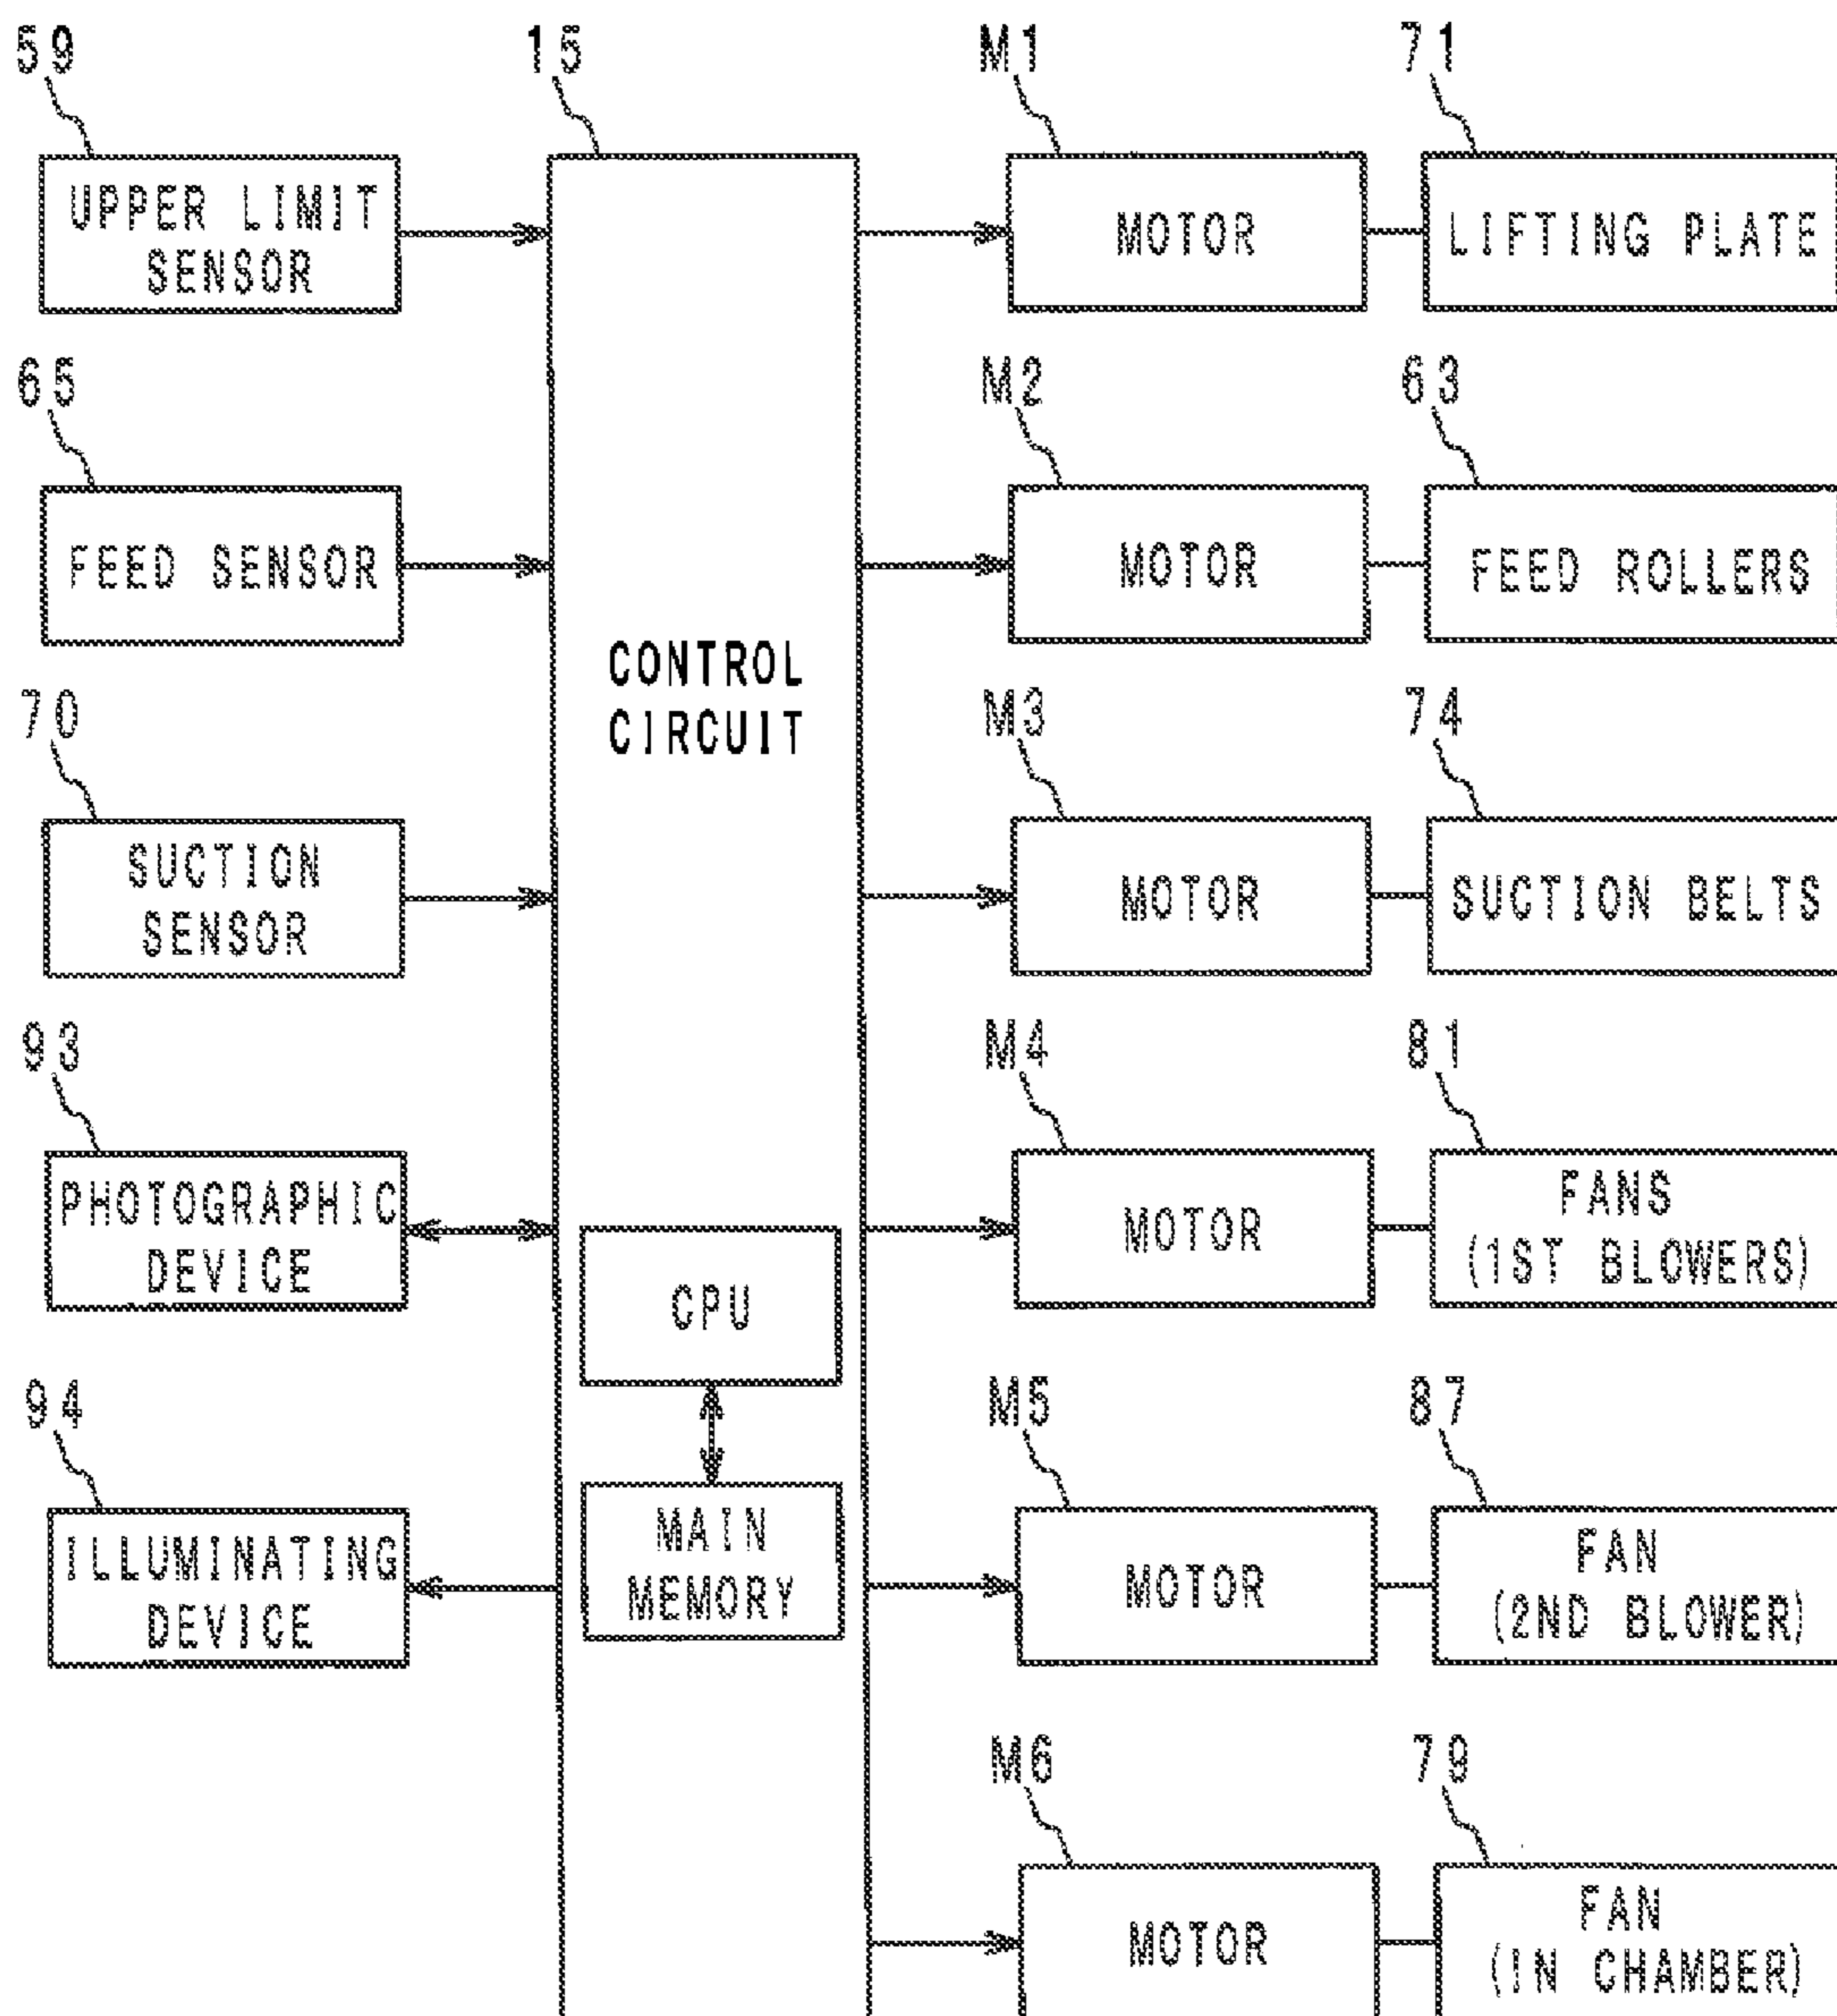 59
15
M1
71
UPPER LIMIT
SENSOR
MOTOR
LIFTING PLATE
65
M2
63
FEED SENSOR
MOTOR
FEED ROLLERS
CONTROL
CIRCUIT
70
M3
74
SUCTION
SENSOR
MOTOR
SUCTION BELTS
93
M4
81
PHOTOGRAPHIC
DEVICE
CPU
MOTOR
FANS
(1ST BLOWERS)
94
M5
87
ILLUMINATING
DEVICE
MAIN
MEMORY
MOTOR
FAN
(2ND BLOWER)
M6
79
MOTOR
FAN
(IN CHAMBER)